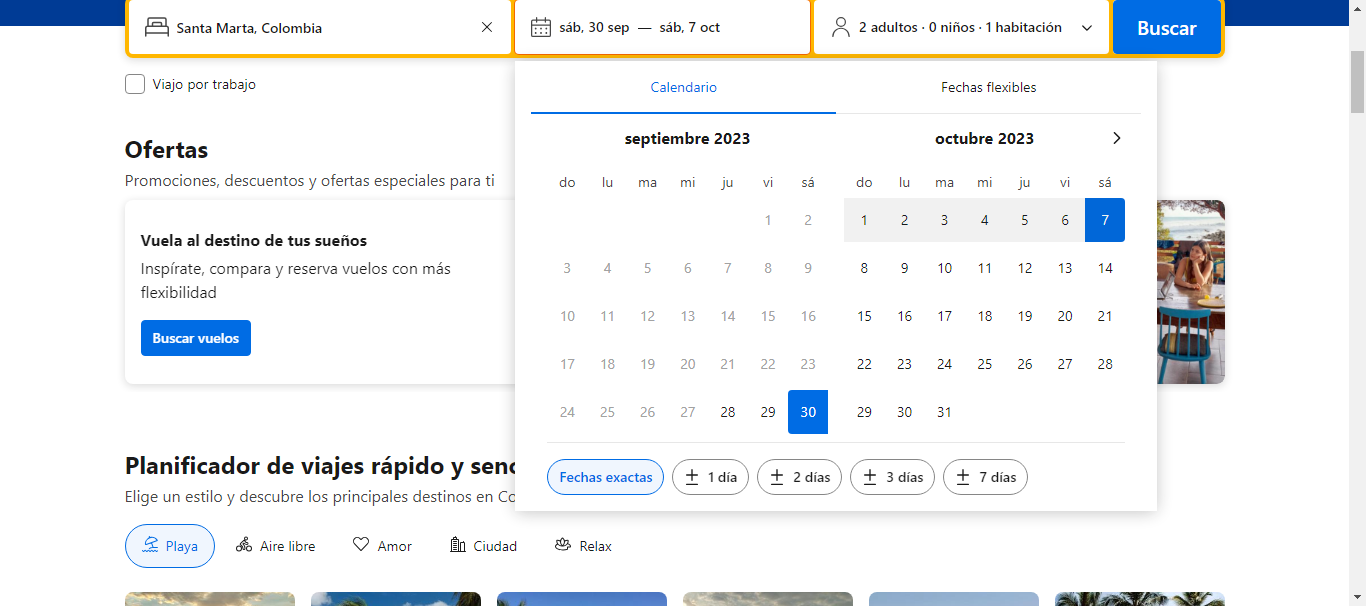 Santa Marta, Colombia
sáb, 30 sep — sáb, 7 oct
2 adultos · 0 niños · 1 habitación
Buscar
Viajo por trabajo
Calendario
Fechas flexibles
septiembre 2023
do lu ma mi ju vi sá
1 2
3 4 5 6 7 8 9
10 11 12 13 14 15 16
17 18 19 20 21 22 23
24 25 26 27 28 29 30
octubre 2023
do lu ma mi ju vi sá
1 2 3 4 5 6 7
8 9 10 11 12 13 14
15 16 17 18 19 20 21
22 23 24 25 26 27 28
29 30 31
Fechas exactas
± 1 día
± 2 días
± 3 días
± 7 días
Ofertas
Promociones, descuentos y ofertas especiales para ti
Vuela al destino de tus sueños
Inspírate, compara y reserva vuelos con más
flexibilidad
Buscar vuelos
Planificador de viajes rápido y senc
Elige un estilo y descubre los principales destinos en Co
Playa
Aire libre
Amor
Ciudad
Relax